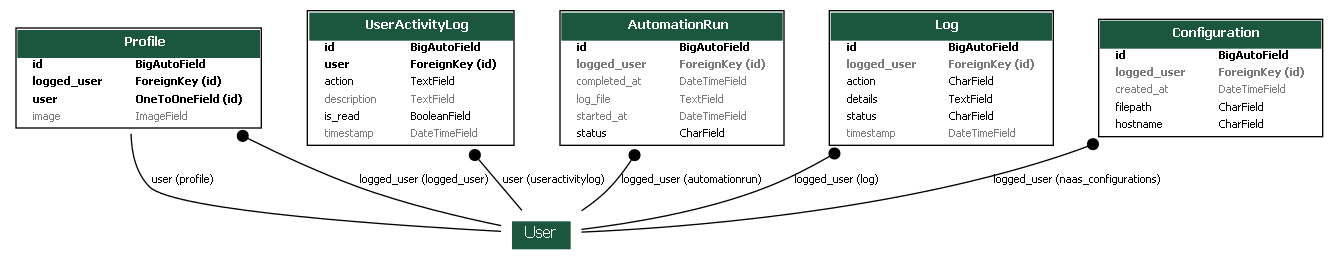 Profile
id BigAutoField
logged_user ForeignKey (id)
user OneToOneField (id)
image ImageField
UserActivityLog
id BigAutoField
user ForeignKey (id)
action TextField
description TextField
is_read BooleanField
timestamp DateTimeField
AutomationRun
id BigAutoField
logged_user ForeignKey (id)
completed_at DateTimeField
log_file TextField
started_at DateTimeField
status CharField
Log
id BigAutoField
logged_user ForeignKey (id)
action CharField
details TextField
status CharField
timestamp DateTimeField
Configuration
id BigAutoField
logged_user ForeignKey (id)
created_at DateTimeField
filepath CharField
hostname CharField
user (profile)
logged_user (logged_user)
user (useractivitylog)
logged_user (automationrun)
logged_user (log)
logged_user (naas_configurations)
User